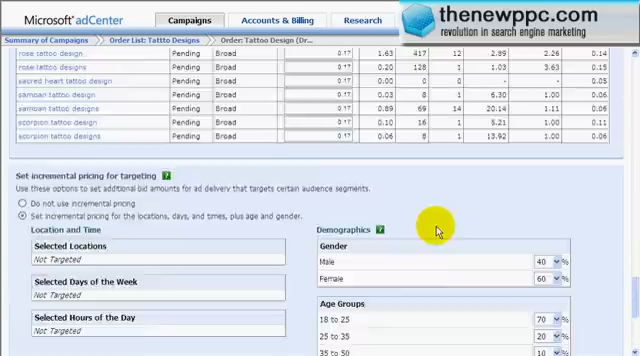 Microsoft® adCenter
Campaigns
Accounts & Billing
Research
thenewppc.com
revolution in search engine marketing
Summary of Campaigns > Order List: Tattto Designs > Order: Tattoo Design (Dr...
rose tattoo design Pending Broad 0.17 1.63 417 12 2.89 2.26 0.14
rose tattoo designs Pending Broad 0.17 0.20 128 1 1.03 3.63 0.15
sacred heart tattoo design Pending Broad 0.17 0.00 0 0 - - 0.05
samoan tattoo design Pending Broad 0.17 0.03 8 1 6.30 1.00 0.06
samoan tattoo designs Pending Broad 0.17 0.89 69 14 20.14 1.11 0.06
scorpion tattoo design Pending Broad 0.17 0.10 16 1 5.21 1.00 0.11
scorpion tattoo designs Pending Broad 0.17 0.06 8 1 13.92 1.00 0.06
Set incremental pricing for targeting ?
Use these options to set additional bid amounts for ad delivery that targets certain audience segments.
Do not use incremental pricing
Set incremental pricing for the locations, days, and times, plus age and gender.
Location and Time
Selected Locations
Not Targeted
Selected Days of the Week
Not Targeted
Selected Hours of the Day
Not Targeted
Demographics ?
Gender
Male 40 %
Female 60 %
Age Groups
18 to 25 70 %
25 to 35 20 %
35 to 50 10 %